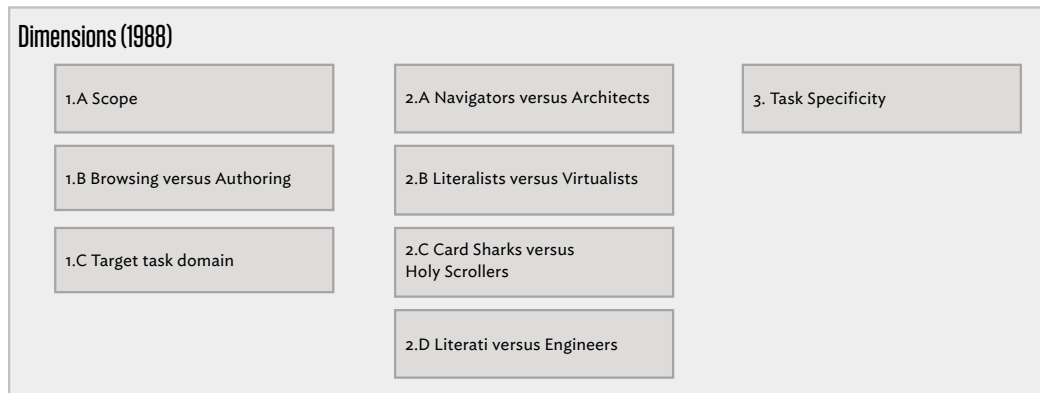 Dimensions (1988)
1.A Scope
1.B Browsing versus Authoring
1.C Target task domain
2.A Navigators versus Architects
2.B Literalists versus Virtualists
2.C Card Sharks versus
Holy Scrollers
2.D Literati versus Engineers
3. Task Specificity